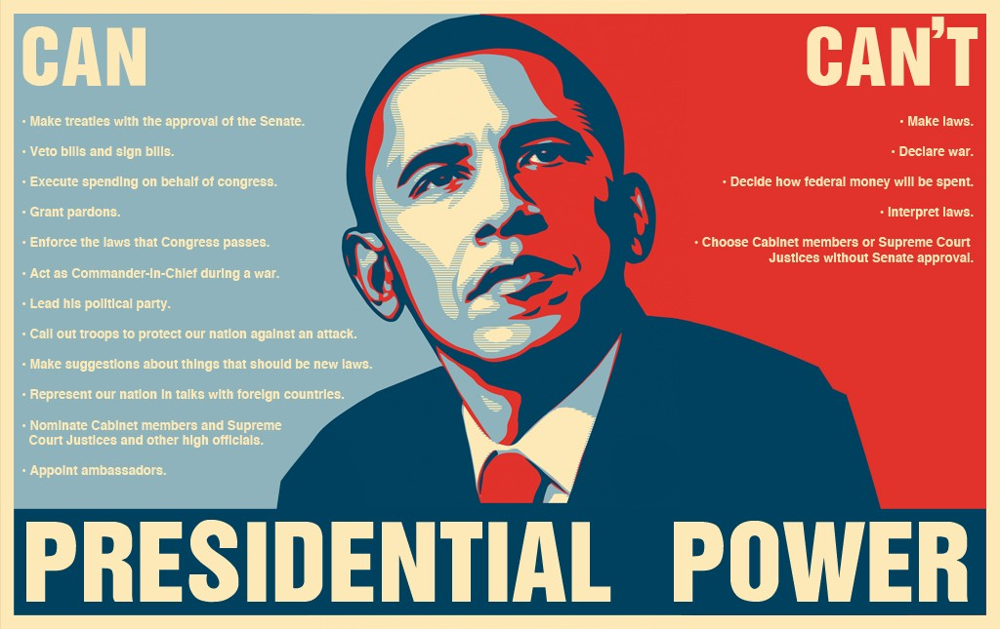 CAN
• Make treaties with the approval of the Senate.
• Veto bills and sign bills.
• Execute spending on behalf of congress.
• Grant pardons.
• Enforce the laws that Congress passes.
• Act as Commander-in-Chief during a war.
• Lead his political party.
• Call out troops to protect our nation against an attack.
• Make suggestions about things that should be new laws.
• Represent our nation in talks with foreign countries.
• Nominate Cabinet members and Supreme
Court Justices and other high officials.
• Appoint ambassadors.
CAN'T
• Make laws.
• Declare war.
• Decide how federal money will be spent.
• Interpret laws.
• Choose Cabinet members or Supreme Court
Justices without Senate approval.
PRESIDENTIAL POWER